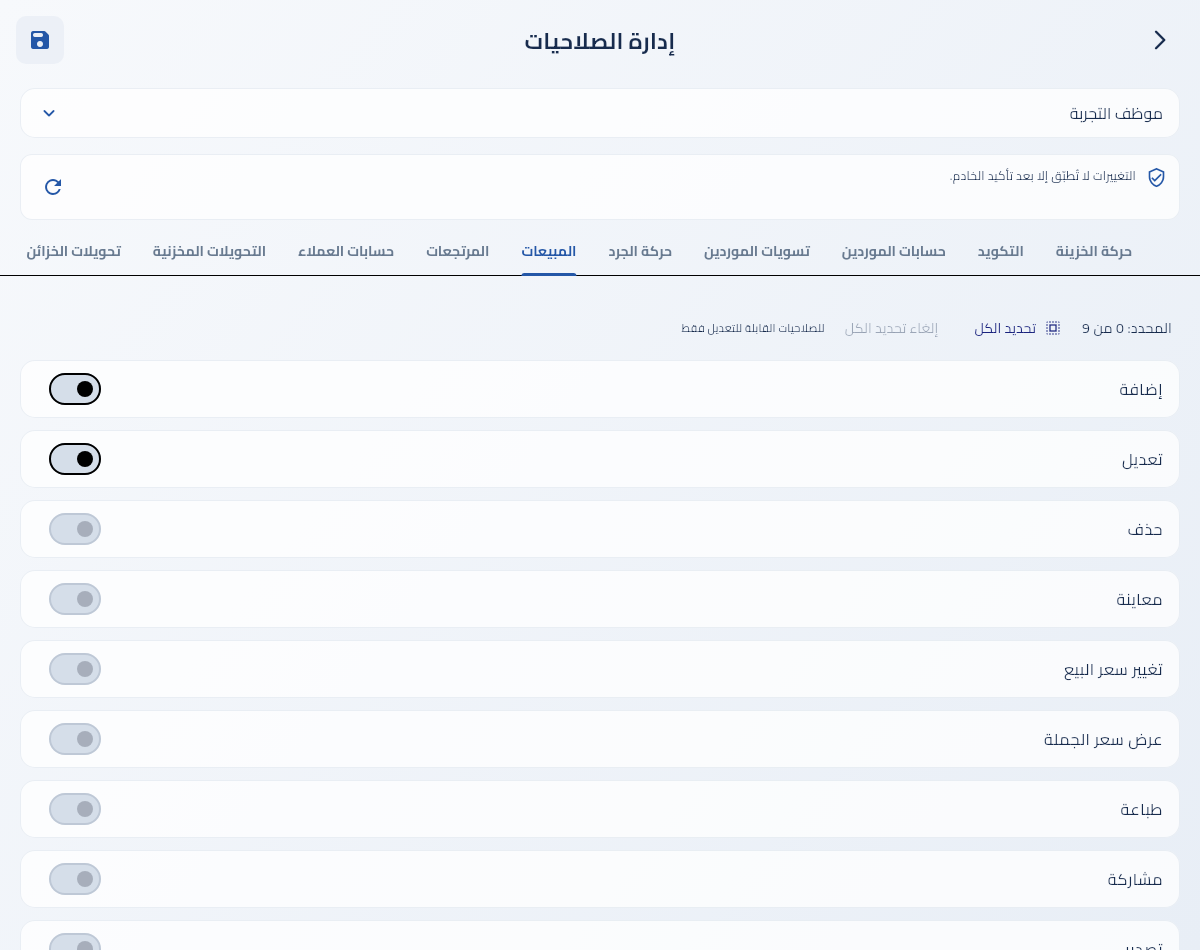 إدارة الصلاحيات
موظف التجربة
التغييرات لا تُطبّق إلا بعد تأكيد الخادم.
حركة الخزينة التكويد حسابات الموردين تسويات الموردين حركة الجرد المبيعات المرتجعات حسابات العملاء التحويلات المخزنية تحويلات الخزائن
المحدد: 0 من 9 تحديد الكل إلغاء تحديد الكل للصلاحيات القابلة للتعديل فقط
إضافة
تعديل
حذف
معاينة
تغيير سعر البيع
عرض سعر الجملة
طباعة
مشاركة